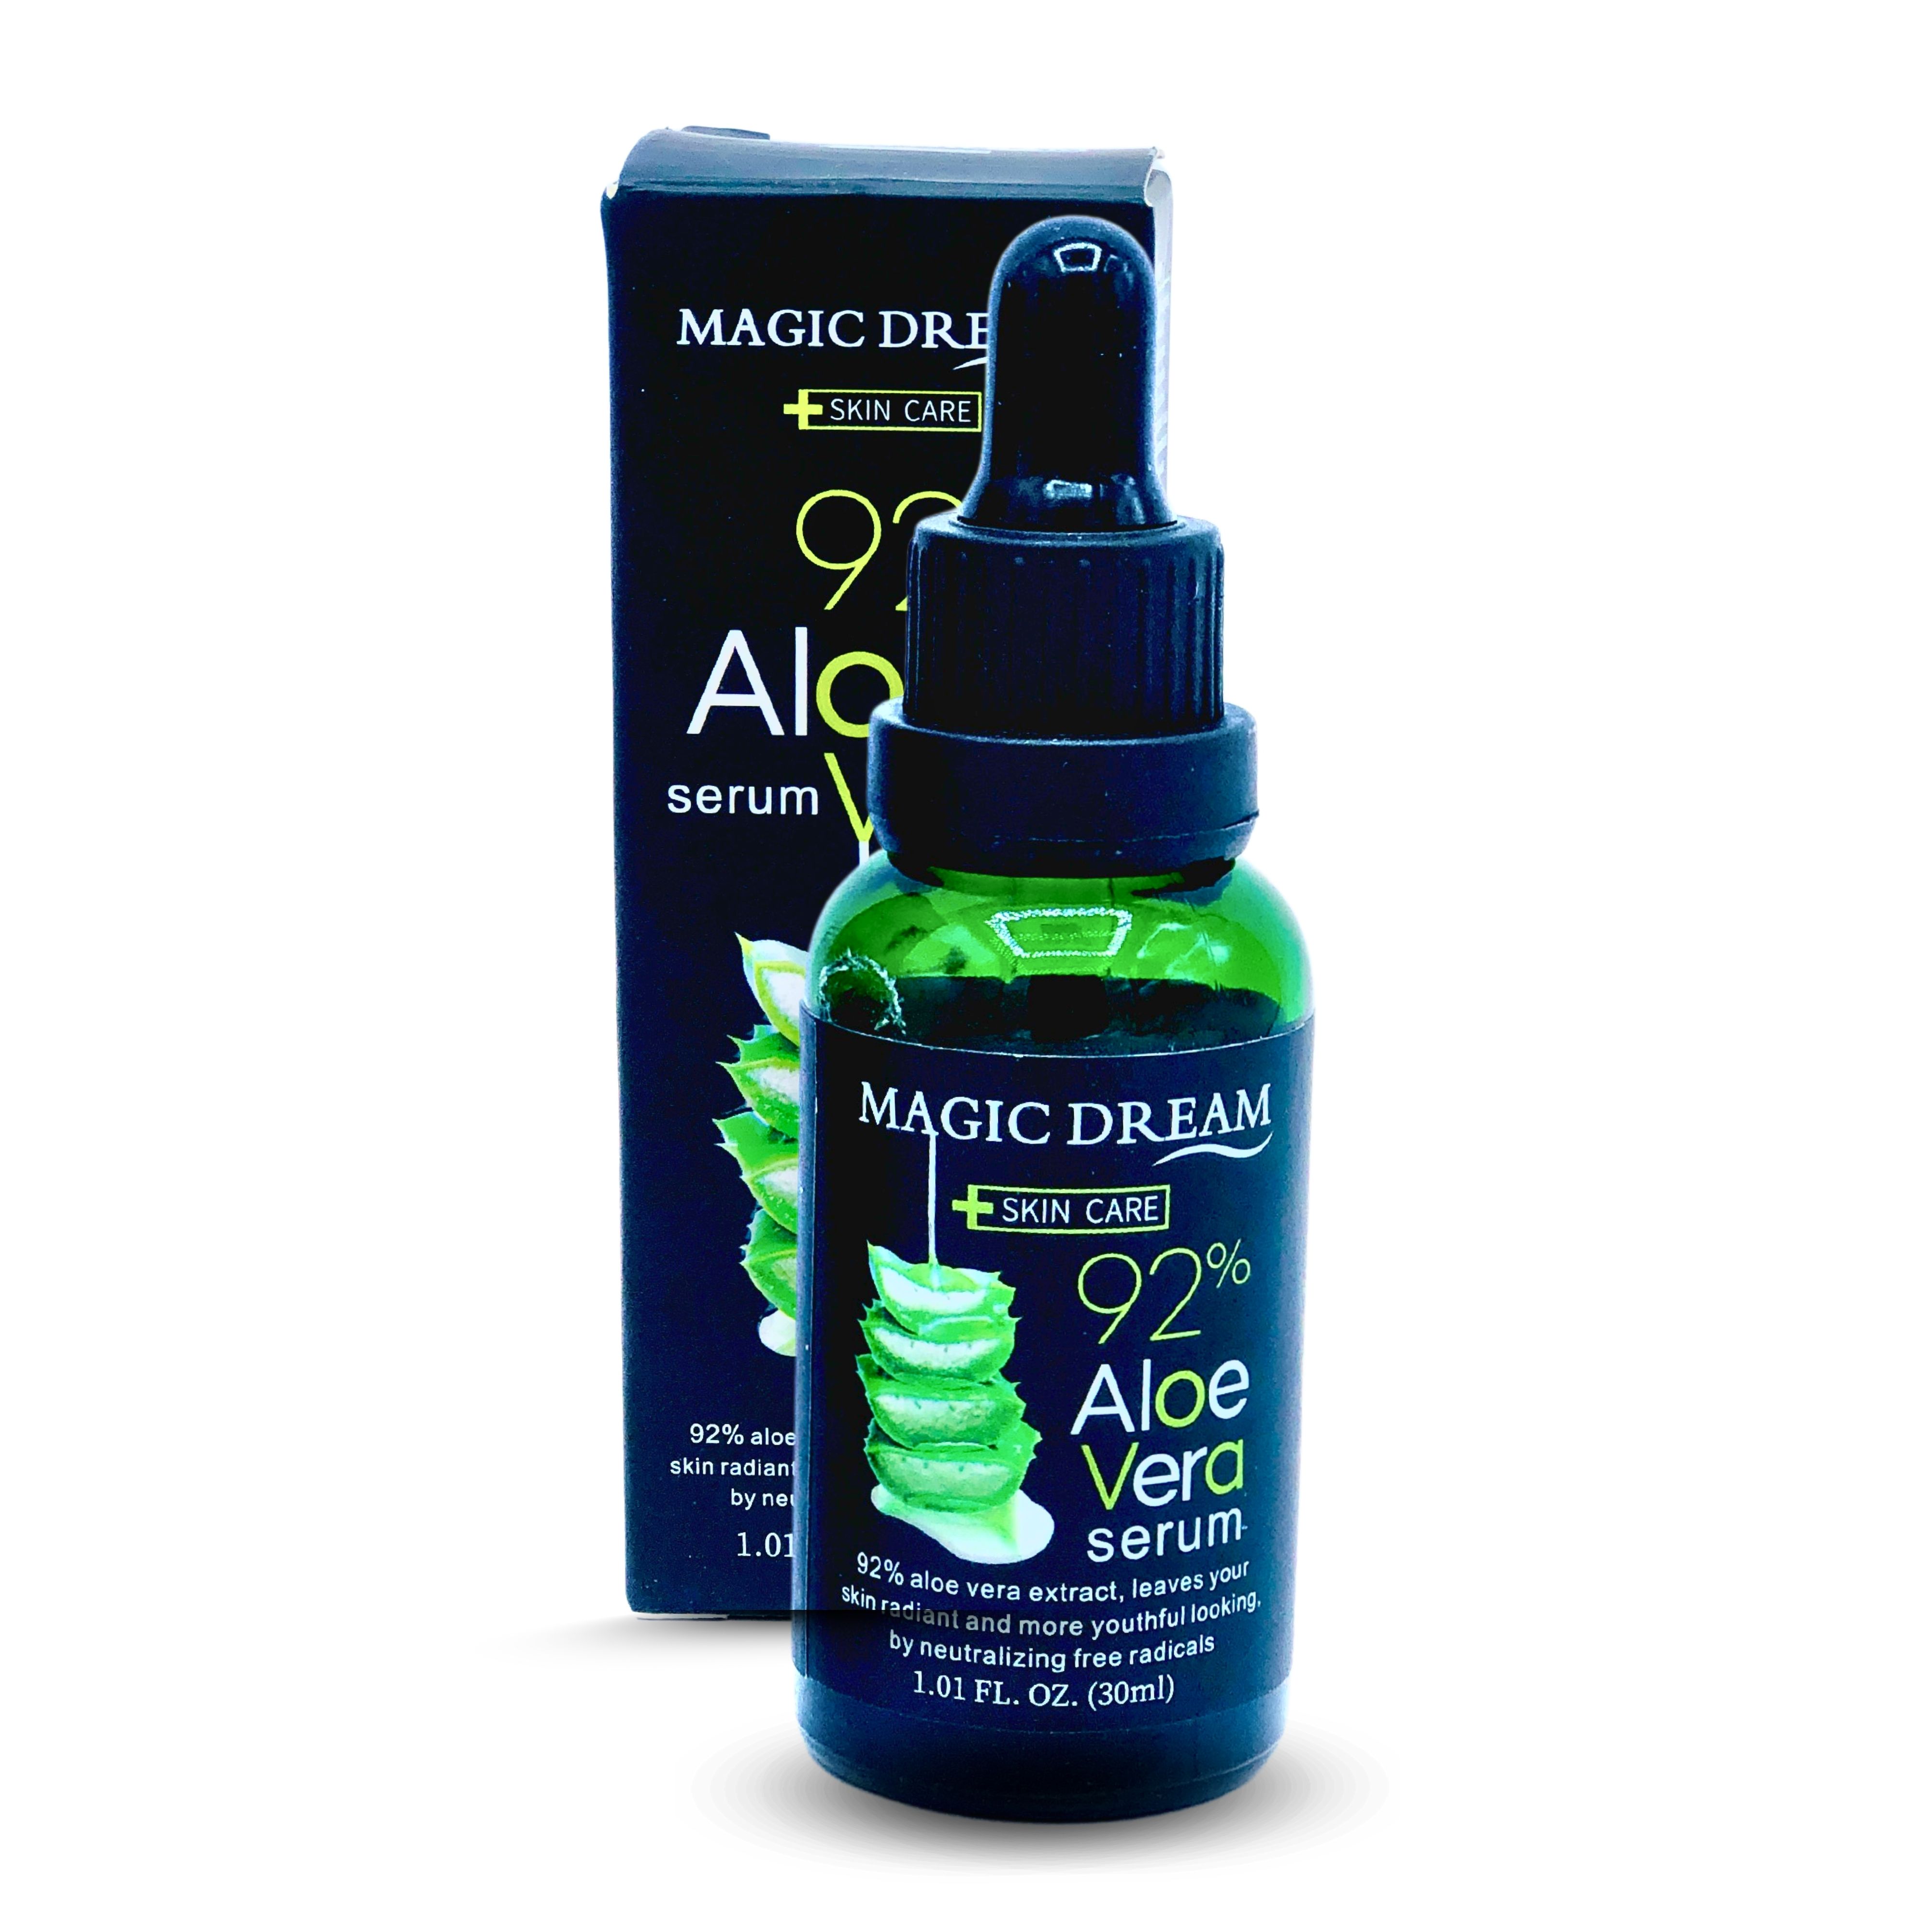 MAGIC DRE
SKIN CARE
92
Alo
serum V
92% aloe
skin radiant
by neu
1.01
MAGIC DREAM
SKIN CARE
92%
Aloe
Vera
serum
92% aloe vera extract, leaves your
skin radiant and more youthful looking,
by neutralizing free radicals
1.01 FL. OZ. (30ml)